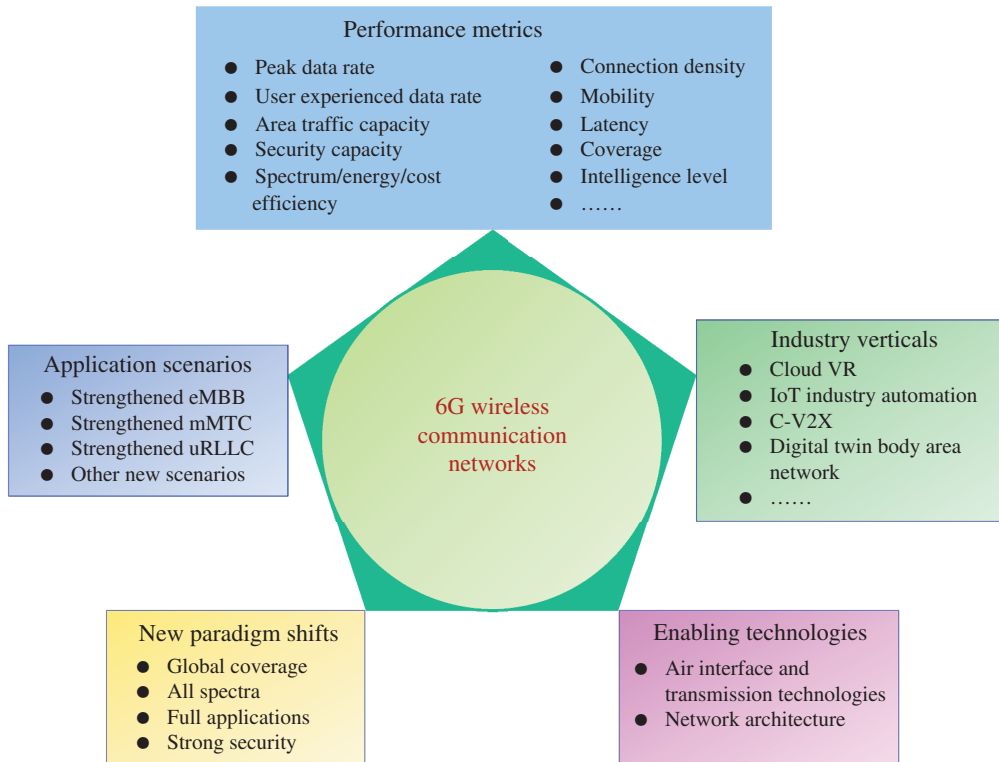 Performance metrics
● Peak data rate
● User experienced data rate
● Area traffic capacity
● Security capacity
● Spectrum/energy/cost
efficiency
● Connection density
● Mobility
● Latency
● Coverage
● Intelligence level
● ……
Application scenarios
● Strengthened eMBB
● Strengthened mMTC
● Strengthened uRLLC
● Other new scenarios
6G wireless
communication
networks
Industry verticals
● Cloud VR
● IoT industry automation
● C-V2X
● Digital twin body area
network
● ……
New paradigm shifts
● Global coverage
● All spectra
● Full applications
● Strong security
Enabling technologies
● Air interface and
transmission technologies
● Network architecture